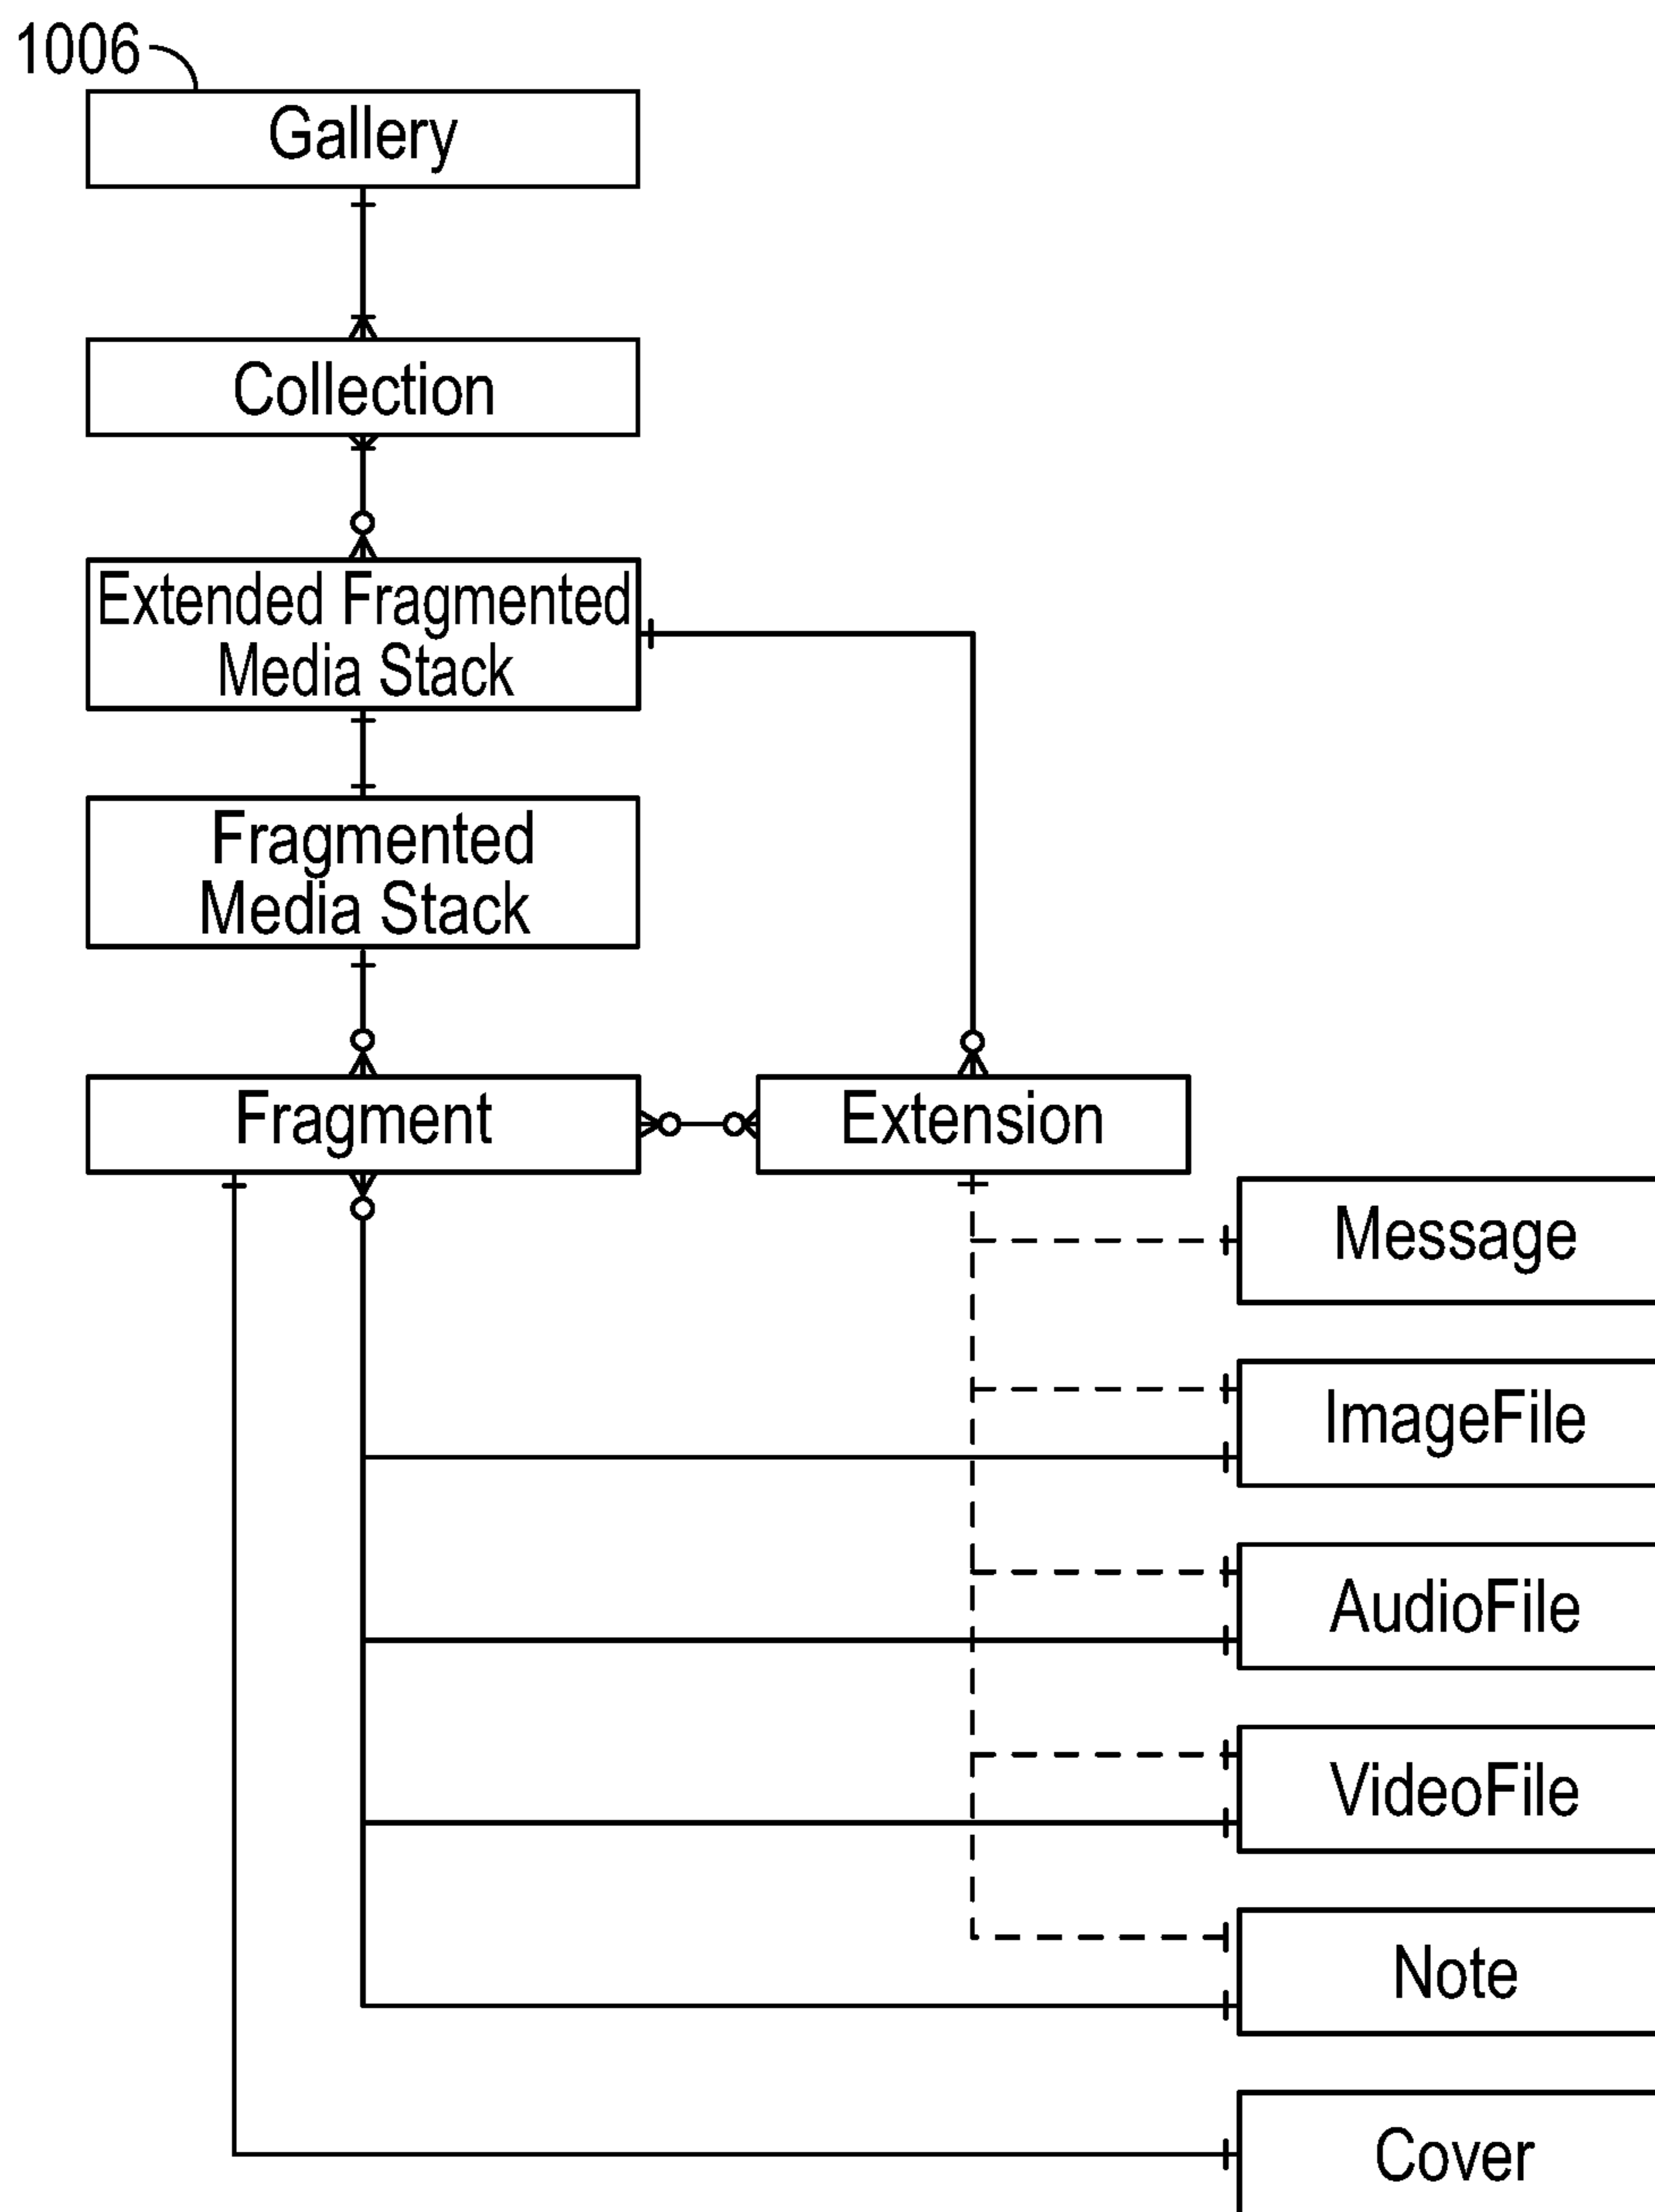 1006
Gallery
Collection
Extended Fragmented
Media Stack
Fragmented
Media Stack
Fragment
Extension
Message
ImageFile
AudioFile
VideoFile
Note
Cover